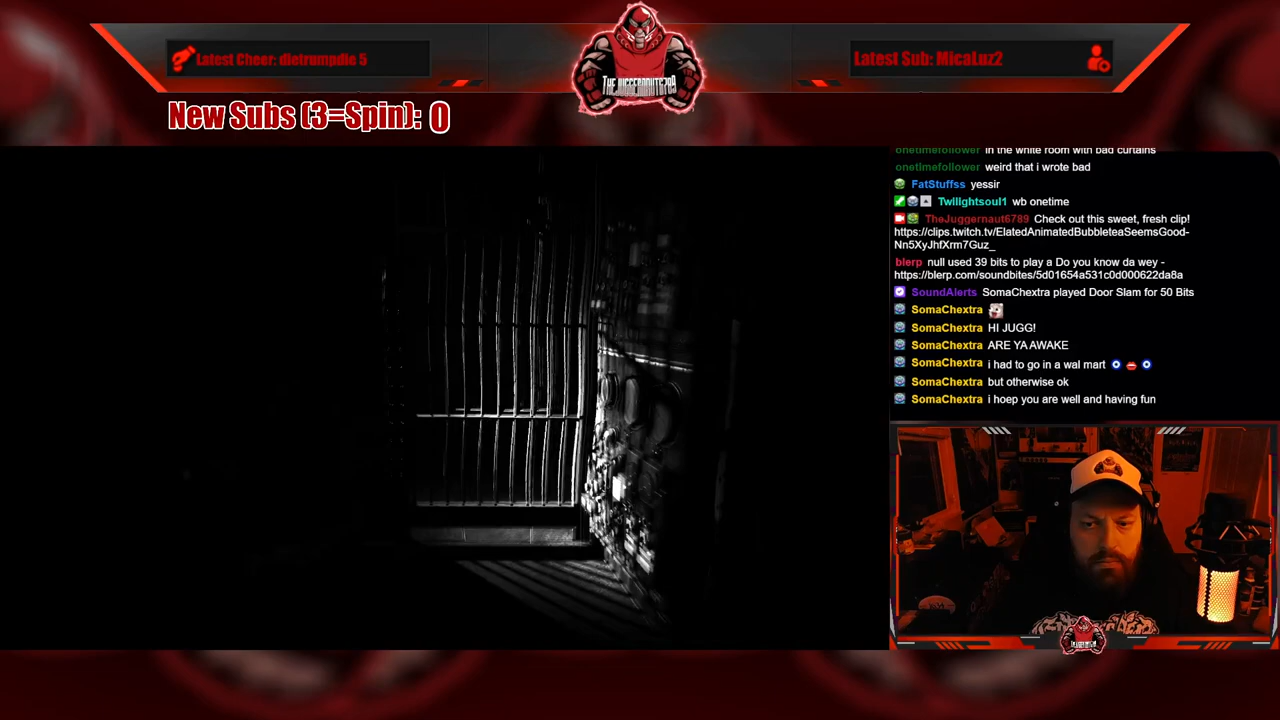 Latest Cheer: dietrumpdie 5
THEJUGGERNAUT6789
Latest Sub: MicaLuz2
New Subs (3=Spin): 0
onetimefollower in the white room with bad curtains
onetimefollower weird that i wrote bad
FatStuffss yessir
Twilightsoul1 wb onetime
TheJuggernaut6789 Check out this sweet, fresh clip!
https://clips.twitch.tv/ElatedAnimatedBubbleteaSeemsGood-
Nn5XyJhfXrm7Guz_
blerp null used 39 bits to play a Do you know da wey -
https://blerp.com/soundbites/5d01654a531c0d000622da8a
SoundAlerts SomaChextra played Door Slam for 50 Bits
SomaChextra
SomaChextra HI JUGG!
SomaChextra ARE YA AWAKE
SomaChextra i had to go in a wal mart
SomaChextra but otherwise ok
SomaChextra i hoep you are well and having fun